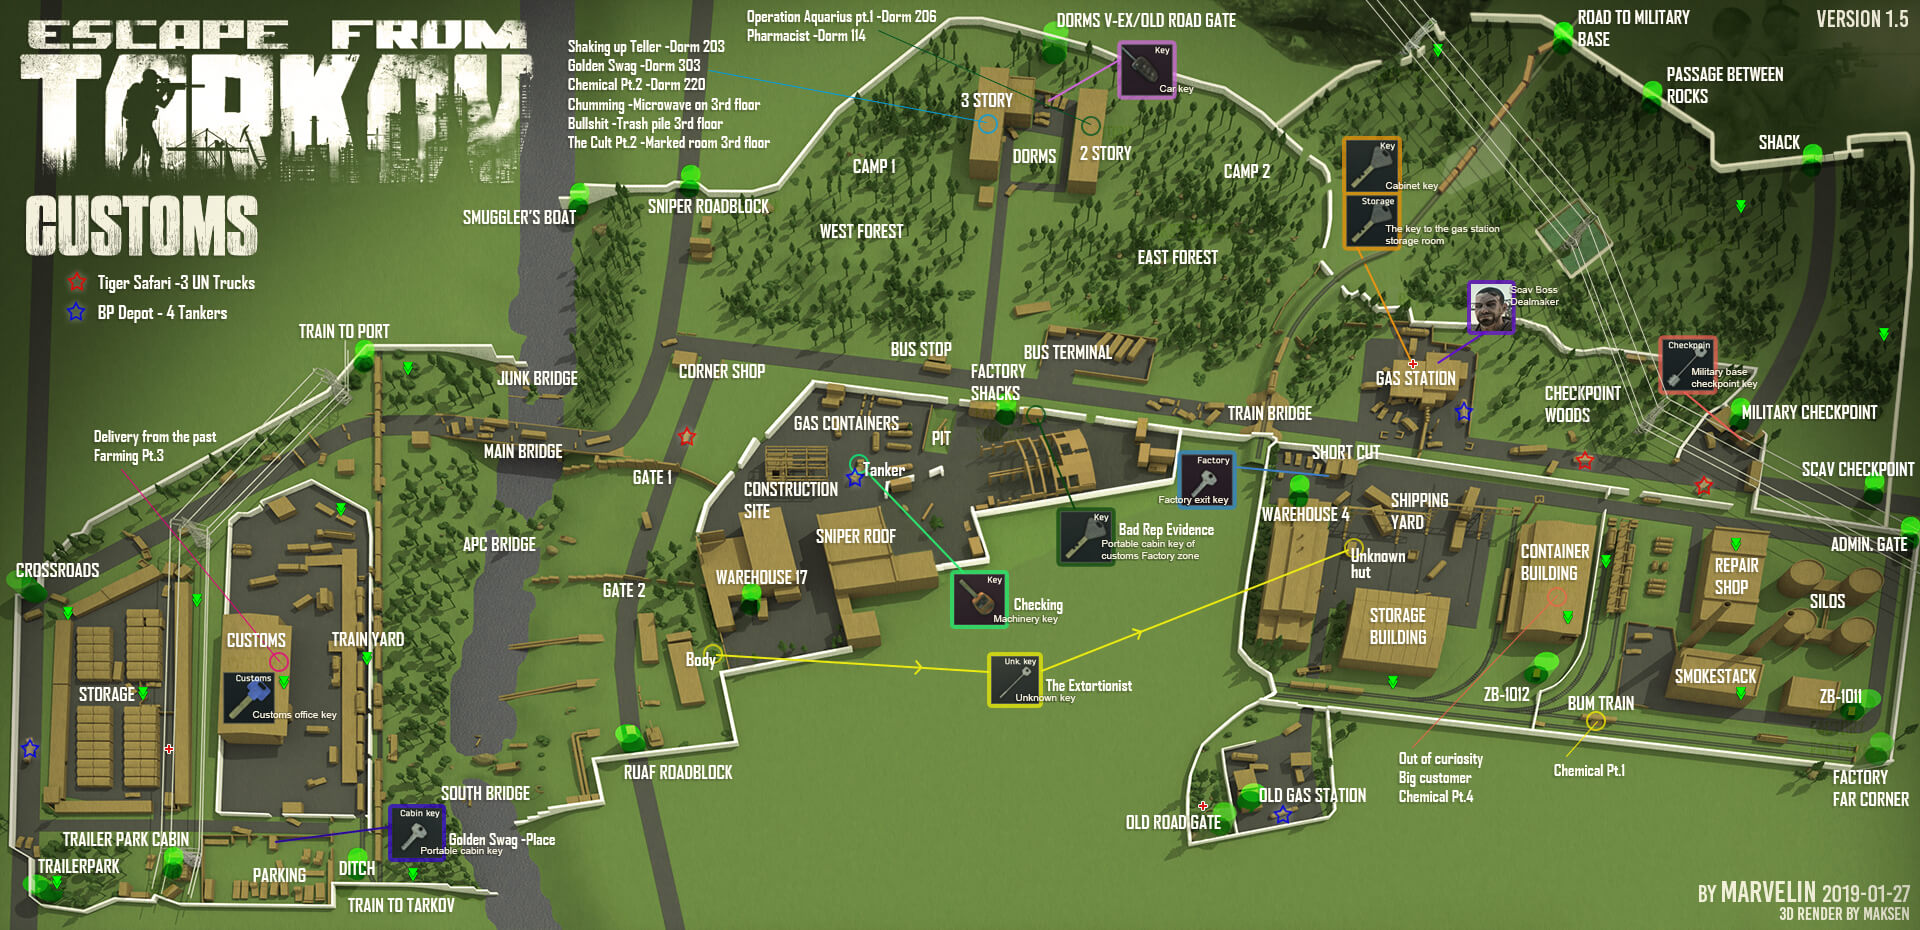 ESCAPE FROM
TARKOV
CUSTOMS
Tiger Safari -3 UN Trucks
BP Depot - 4 Tankers
VERSION 1.5
Operation Aquarius pt.1 -Dorm 206
Pharmacist -Dorm 114
Shaking up Teller -Dorm 203
Golden Swag -Dorm 303
Chemical Pt.2 -Dorm 220
Chumming -Microwave on 3rd floor
Bullshit -Trash pile 3rd floor
The Cult Pt.2 -Marked room 3rd floor
DORMS V-EX/OLD ROAD GATE
Key
Car key
ROAD TO MILITARY
BASE
PASSAGE BETWEEN
ROCKS
SHACK
3 STORY
DORMS
2 STORY
CAMP 1
CAMP 2
Key
Cabinet key
Storage
The key to the gas station
storage room
SMUGGLER'S BOAT
SNIPER ROADBLOCK
WEST FOREST
EAST FOREST
Scav Boss
Dealmaker
TRAIN TO PORT
JUNK BRIDGE
CORNER SHOP
BUS STOP
BUS TERMINAL
FACTORY
SHACKS
GAS STATION
CHECKPOINT
WOODS
Checkpoin
Military base
checkpoint key
MILITARY CHECKPOINT
TRAIN BRIDGE
Delivery from the past
Farming Pt.3
MAIN BRIDGE
GATE 1
GAS CONTAINERS
PIT
Tanker
CONSTRUCTION
SITE
SHORT CUT
Factory
Factory exit key
SCAV CHECKPOINT
WAREHOUSE 4
SHIPPING
YARD
SNIPER ROOF
Key
Bad Rep Evidence
Portable cabin key of
customs Factory zone
APC BRIDGE
ADMIN. GATE
CROSSROADS
CONTAINER
BUILDING
Unknown
hut
REPAIR
SHOP
SILOS
GATE 2
WAREHOUSE 17
Key
Checking
Machinery key
STORAGE
BUILDING
CUSTOMS
TRAIN YARD
Body
Unk. key
The Extortionist
Unknown key
Customs
Customs office key
STORAGE
SMOKESTACK
ZB-1012
BUM TRAIN
ZB-1011
RUAF ROADBLOCK
Out of curiosity
Big customer
Chemical Pt.4
Chemical Pt.1
FACTORY
FAR CORNER
SOUTH BRIDGE
OLD GAS STATION
OLD ROAD GATE
Cabin key
Golden Swag -Place
Portable cabin key
TRAILER PARK CABIN
TRAILERPARK
PARKING
DITCH
TRAIN TO TARKOV
BY MARVELIN 2019-01-27
3D RENDER BY MAKSEN